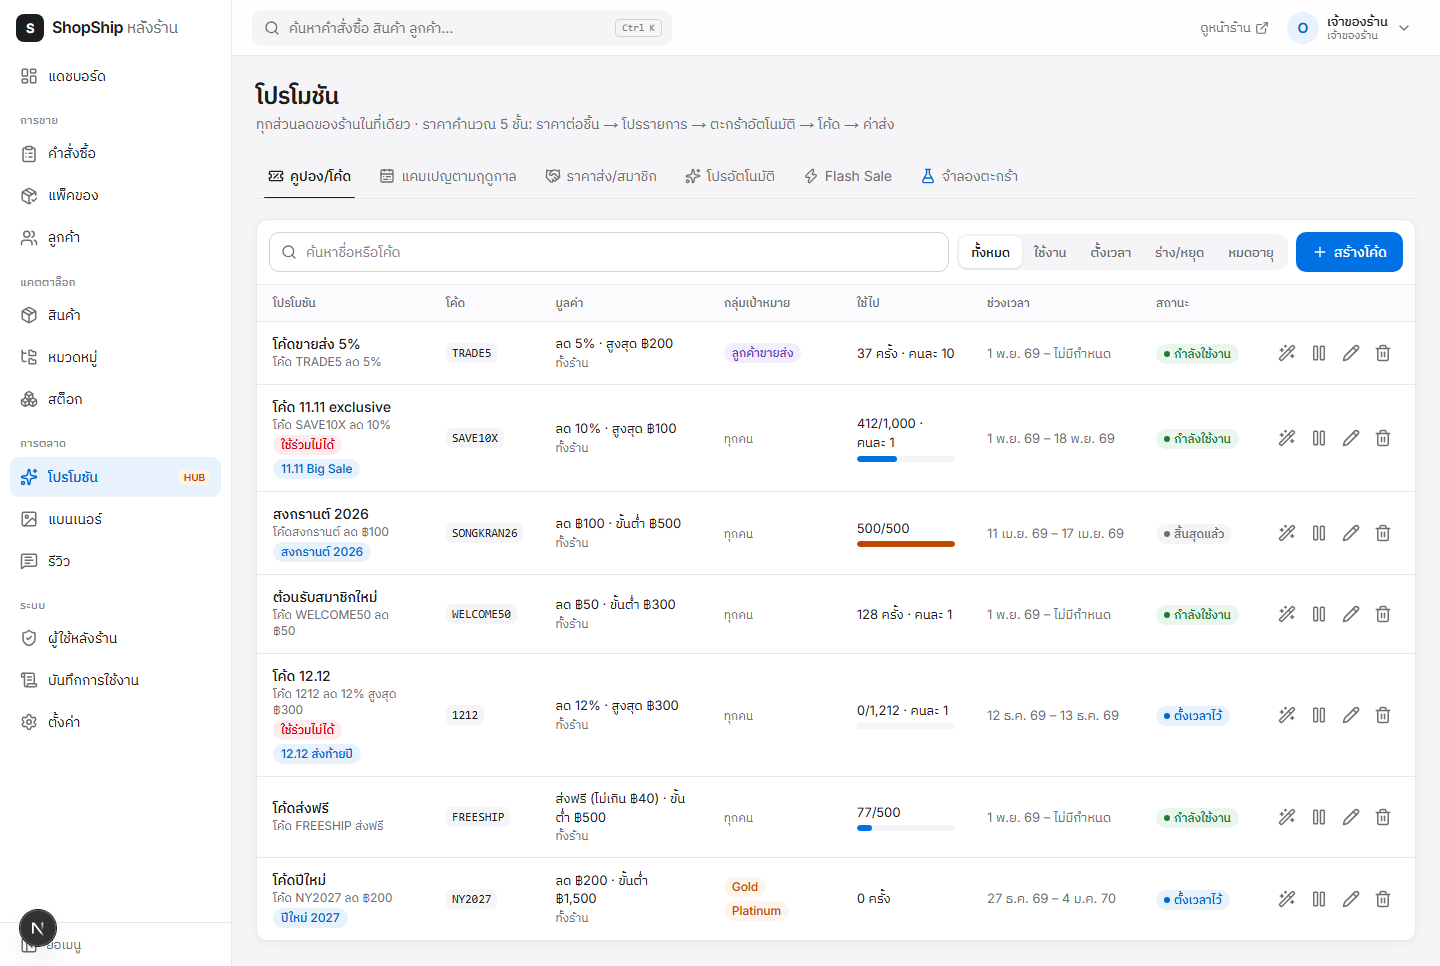 S ShopShip หลังร้าน
ค้นหาคำสั่งซื้อ สินค้า ลูกค้า... Ctrl K
ดูหน้าร้าน
O
เจ้าของร้าน
เจ้าของร้าน
แดชบอร์ด
การขาย
คำสั่งซื้อ
แพ็คของ
ลูกค้า
แคตตาล็อก
สินค้า
หมวดหมู่
สต็อก
การตลาด
โปรโมชัน HUB
แบนเนอร์
รีวิว
ระบบ
ผู้ใช้หลังร้าน
บันทึกการใช้งาน
ตั้งค่า
N
ย่อเมนู
โปรโมชัน
ทุกส่วนลดของร้านในที่เดียว · ราคาคำนวณ 5 ชั้น: ราคาต่อชิ้น → โปรรายการ → ตะกร้าอัตโนมัติ → โค้ด → ค่าส่ง
คูปอง/โค้ด แคมเปญตามฤดูกาล ราคาส่ง/สมาชิก โปรอัตโนมัติ Flash Sale จำลองตะกร้า
ค้นหาชื่อหรือโค้ด ทั้งหมด ใช้งาน ตั้งเวลา ร่าง/หยุด หมดอายุ + สร้างโค้ด
โปรโมชัน โค้ด มูลค่า กลุ่มเป้าหมาย ใช้ไป ช่วงเวลา สถานะ
โค้ดขายส่ง 5%
โค้ด TRADE5 ลด 5%
TRADE5
ลด 5% · สูงสุด ฿200
ทั้งร้าน
ลูกค้าขายส่ง
37 ครั้ง · คนละ 10
1 พ.ย. 69 – ไม่มีกำหนด
กำลังใช้งาน
โค้ด 11.11 exclusive
โค้ด SAVE10X ลด 10%
ใช้ร่วมไม่ได้
11.11 Big Sale
SAVE10X
ลด 10% · สูงสุด ฿100
ทั้งร้าน
ทุกคน
412/1,000 ·
คนละ 1
1 พ.ย. 69 – 18 พ.ย. 69
กำลังใช้งาน
สงกรานต์ 2026
โค้ดสงกรานต์ ลด ฿100
สงกรานต์ 2026
SONGKRAN26
ลด ฿100 · ขั้นต่ำ ฿500
ทั้งร้าน
ทุกคน
500/500
11 เม.ย. 69 – 17 เม.ย. 69
สิ้นสุดแล้ว
ต้อนรับสมาชิกใหม่
โค้ด WELCOME50 ลด
฿50
WELCOME50
ลด ฿50 · ขั้นต่ำ ฿300
ทั้งร้าน
ทุกคน
128 ครั้ง · คนละ 1
1 พ.ย. 69 – ไม่มีกำหนด
กำลังใช้งาน
โค้ด 12.12
โค้ด 1212 ลด 12% สูงสุด
฿300
ใช้ร่วมไม่ได้
12.12 ส่งท้ายปี
1212
ลด 12% · สูงสุด ฿300
ทั้งร้าน
ทุกคน
0/1,212 · คนละ 1
12 ธ.ค. 69 – 13 ธ.ค. 69
ตั้งเวลาไว้
โค้ดส่งฟรี
โค้ด FREESHIP ส่งฟรี
FREESHIP
ส่งฟรี (ไม่เกิน ฿40) · ขั้น
ต่ำ ฿500
ทั้งร้าน
ทุกคน
77/500
1 พ.ย. 69 – ไม่มีกำหนด
กำลังใช้งาน
โค้ดปีใหม่
โค้ด NY2027 ลด ฿200
ปีใหม่ 2027
NY2027
ลด ฿200 · ขั้นต่ำ
฿1,500
ทั้งร้าน
Gold
Platinum
0 ครั้ง
27 ธ.ค. 69 – 4 ม.ค. 70
ตั้งเวลาไว้